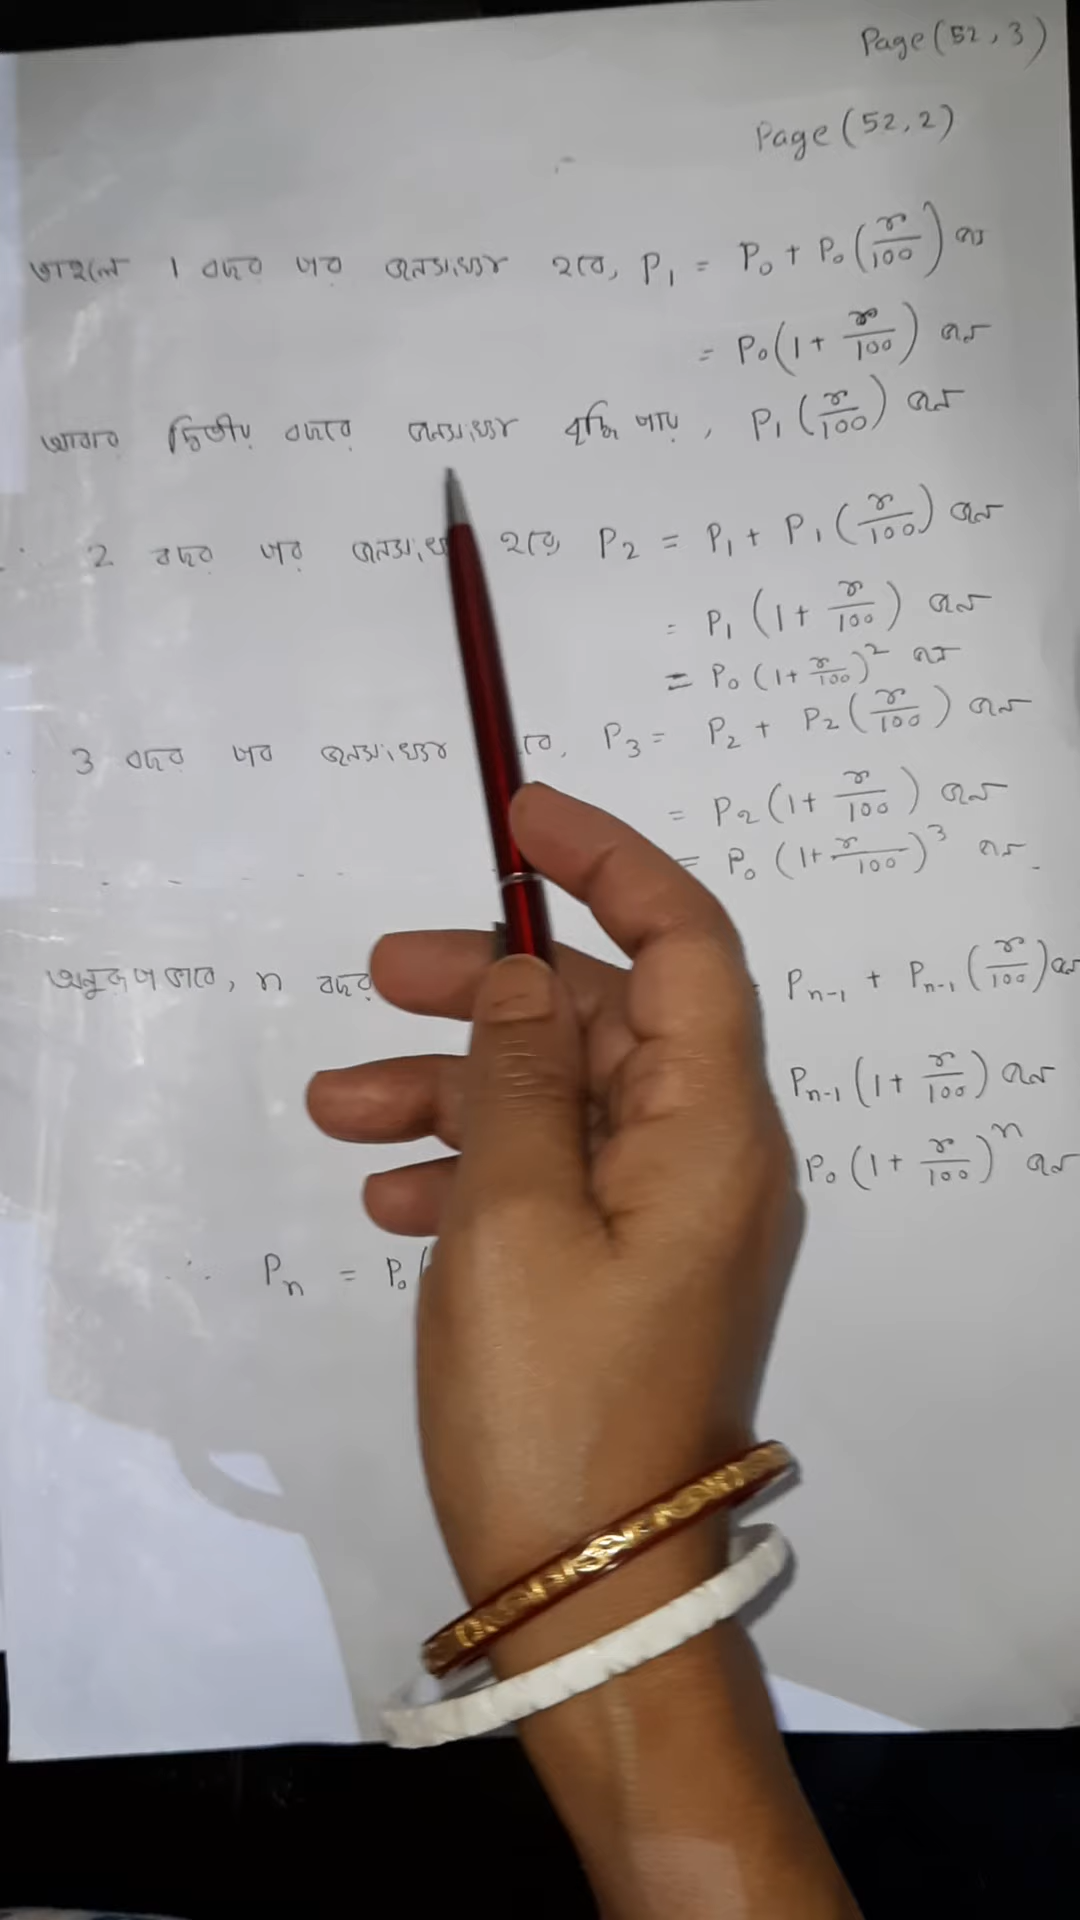 Page (52, 3)
Page (52, 2)
তাহলে 1 বছর পর জনসংখ্যা হবে, P₁ = P₀ + P₀ (r/100) জন
= P₀ (1 + r/100) জন
আবার দ্বিতীয় বছরে জনসংখ্যা বৃদ্ধি পায়, P₁ (r/100) জন
∴ 2 বছর পর জনসংখ্যা হবে P₂ = P₁ + P₁ (r/100) জন
= P₁ (1 + r/100) জন
= P₀ (1 + r/100)² জন
∴ 3 বছর পর জনসংখ্যা P₃ = P₂ + P₂ (r/100) জন
= P₂ (1 + r/100) জন
= P₀ (1 + r/100)³ জন
অনুরূপভাবে, n বছর Pₙ₋₁ + Pₙ₋₁ (r/100) জন
Pₙ₋₁ (1 + r/100) জন
P₀ (1 + r/100)ⁿ জন
∴ Pₙ = P₀ (